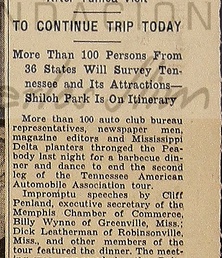 TO CONTINUE TRIP TODAY
More Than 100 Persons From
36 States Will Survey Ten-
nessee and Its Attractions—
Shiloh Park Is On Itinerary
More than 100 auto club bureau
representatives, newspaper men,
magazine editors and Mississippi
Delta planters thronged the Pea-
body last night for a barbecue din-
ner and dance to end the second
leg of the Tennessee American
Automobile Association tour.
Impromptu speeches by Cliff
Penland, executive secretary of the
Memphis Chamber of Commerce,
Billy Wynne of Greenville, Miss.;
Dick Leatherman of Robinsonville,
Miss., and other members of the
tour featured the dinner. The meet-